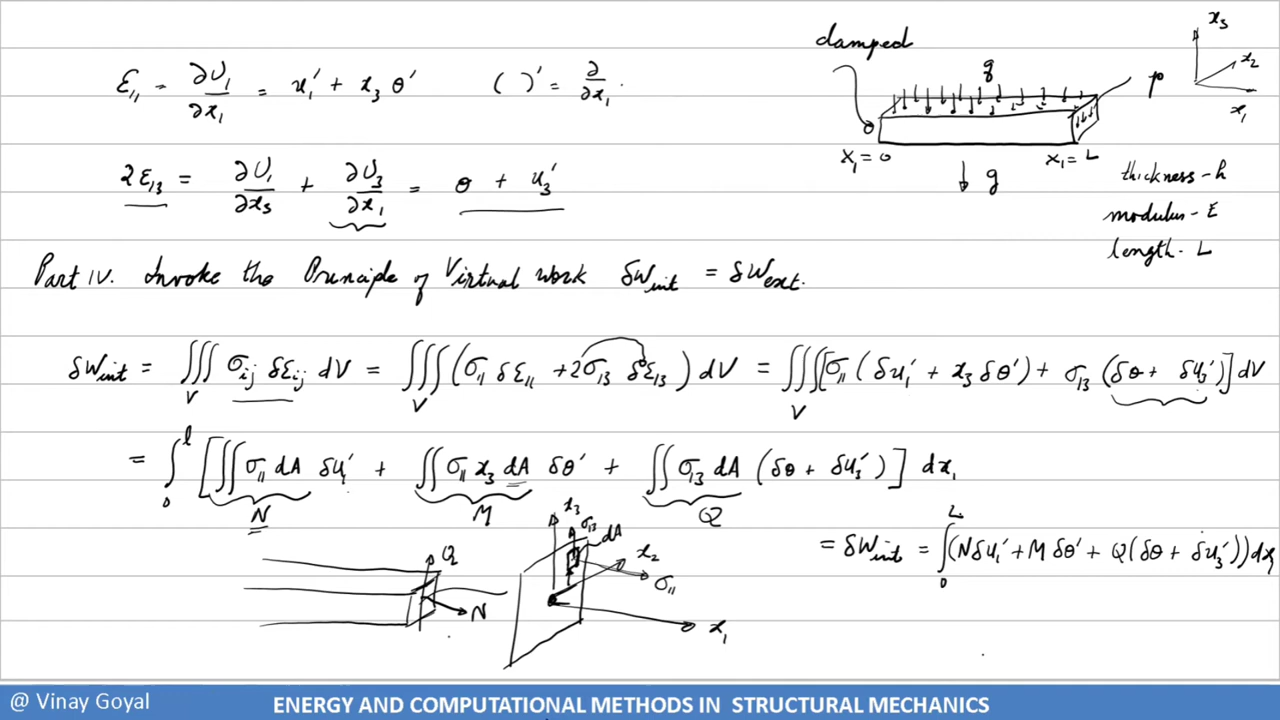 clamped
x₃
x₂
x₁
q
p
ε₁₁ = ∂U₁/∂x₁ = u₁′ + x₃ θ′   ( )′ = ∂/∂x₁
x₁ = 0
x₁ = L
g
2ε₁₃ = ∂U₁/∂x₃ + ∂U₃/∂x₁ = θ + u₃′
thickness - h
modulus - E
length - L
Part IV. Invoke the Principle of Virtual work δW_int = δW_ext.
δW_int = ∭_V σ_ij δε_ij dV = ∭_V (σ₁₁ δε₁₁ + 2σ₁₃ δε₁₃) dV = ∭_V [σ₁₁ (δu₁′ + x₃ δθ′) + σ₁₃ (δθ + δu₃′)] dV
= ∫₀^l [∬ σ₁₁ dA δu₁′ + ∬ σ₁₁ x₃ dA δθ′ + ∬ σ₁₃ dA (δθ + δu₃′)] dx₁
N
M
Q
x₃
σ₁₃
dA
x₂
σ₁₁
x₁
Q
N
= δW_int = ∫₀^L (N δu₁′ + M δθ′ + Q(δθ + δu₃′)) dx₁
@ Vinay Goyal
ENERGY AND COMPUTATIONAL METHODS IN STRUCTURAL MECHANICS